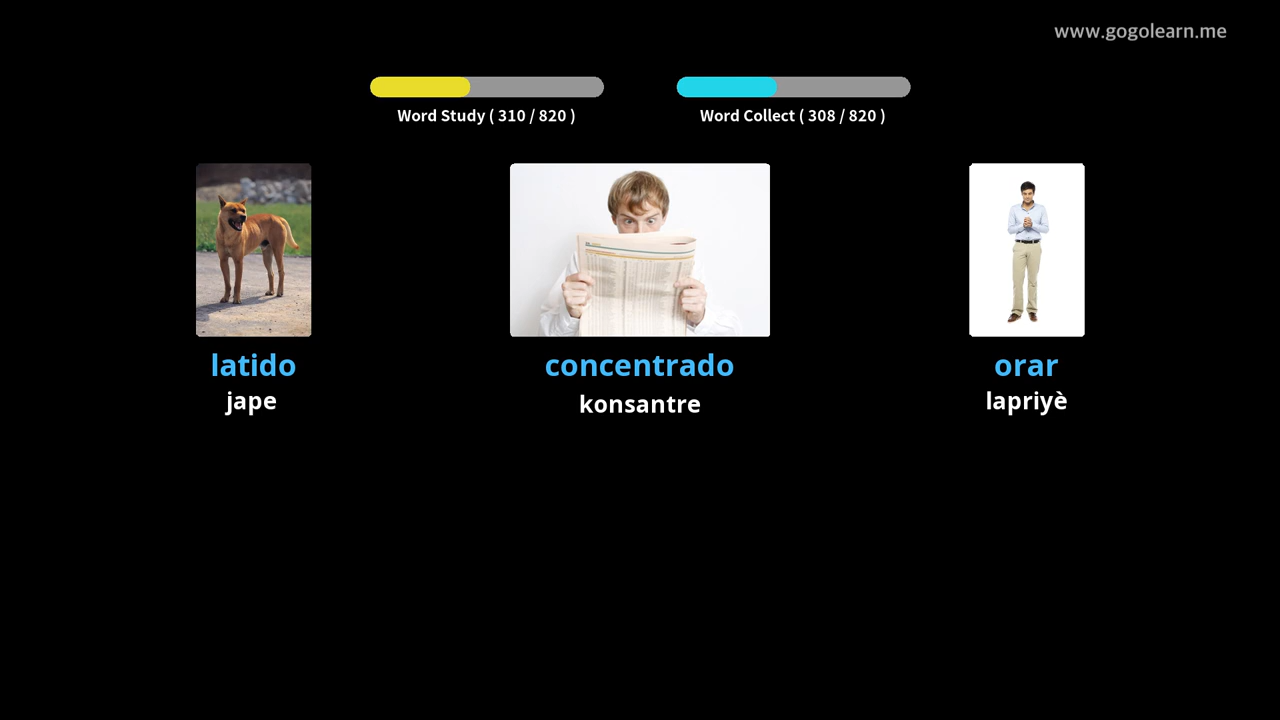 www.gogolearn.me
Word Study ( 310 / 820 )
Word Collect ( 308 / 820 )
latido
jape
concentrado
konsantre
orar
lapriyè